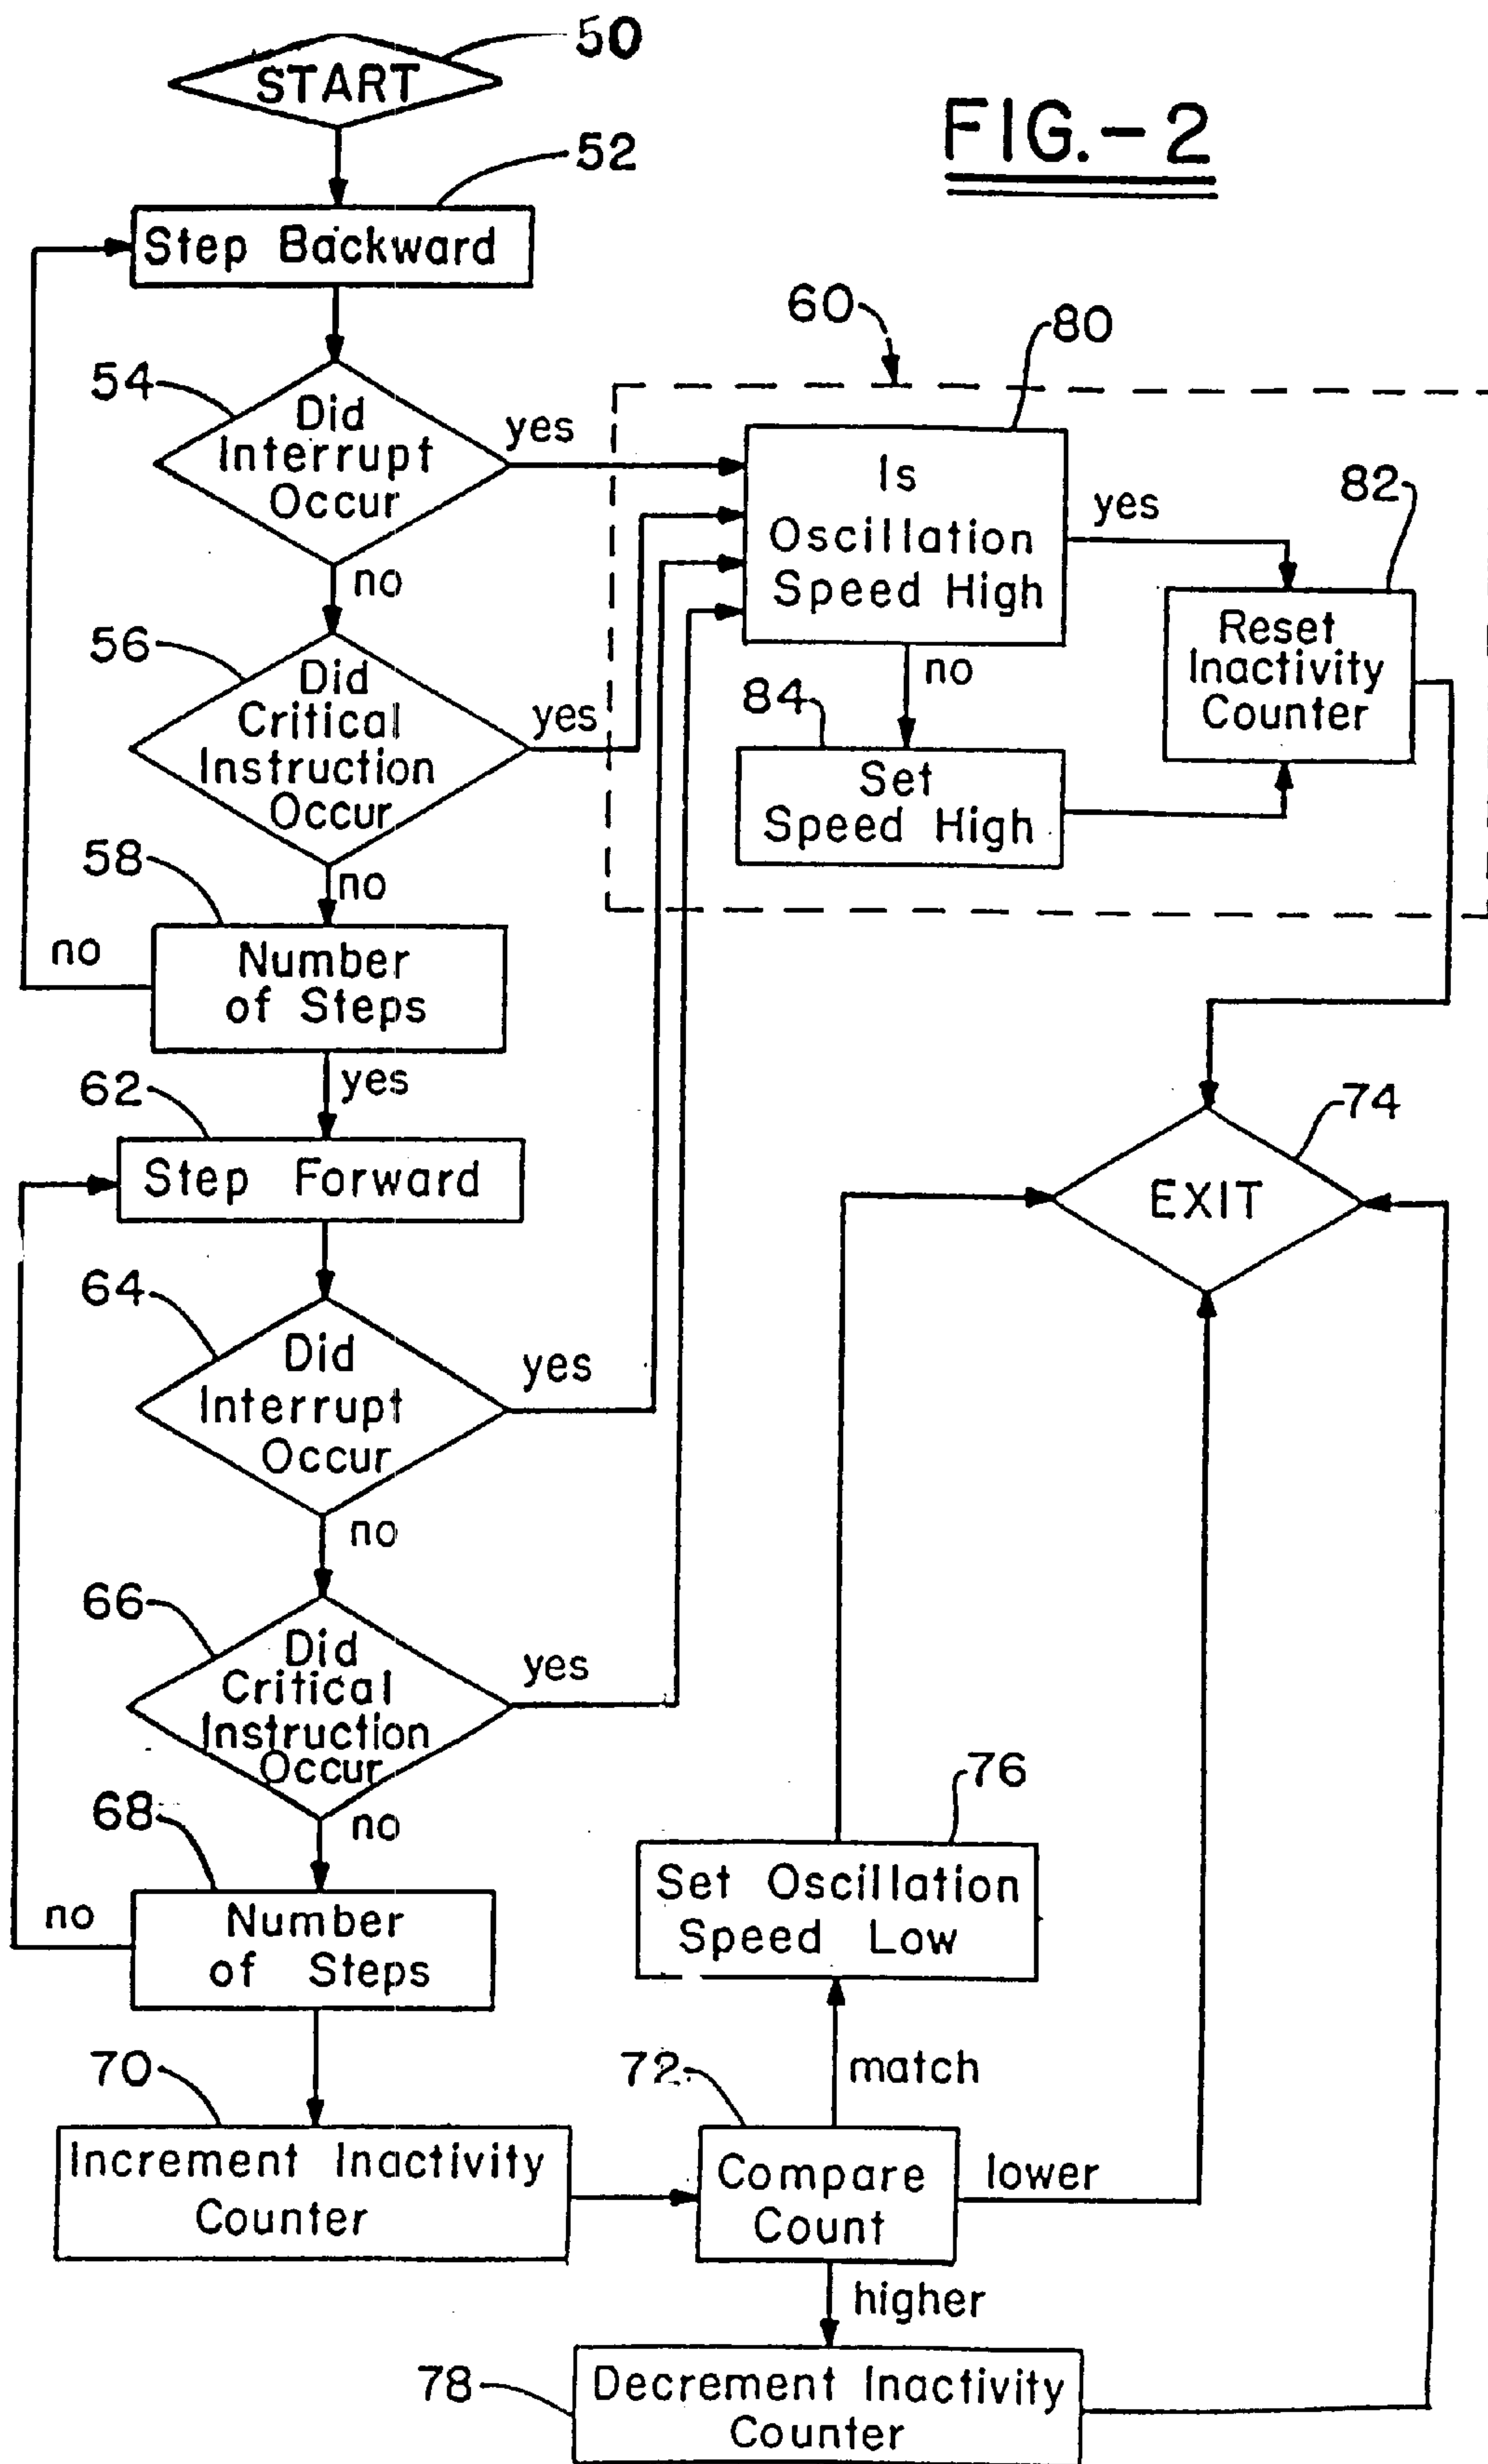 50
START
FIG.-2
52
Step Backward
60
80
54
Did
Interrupt
Occur
yes
Is
Oscillation
Speed High
yes
82
no
56
Did
Critical
Instruction
Occur
yes
no
84
Set
Speed High
Reset
Inactivity
Counter
58
no
no
Number
of Steps
yes
62
Step Forward
74
EXIT
64
Did
Interrupt
Occur
yes
no
66
Did
Critical
Instruction
Occur
yes
no
68
no
Number
of Steps
76
Set Oscillation
Speed Low
70
Increment Inactivity
Counter
72
match
Compare
Count
lower
higher
78
Decrement Inactivity
Counter